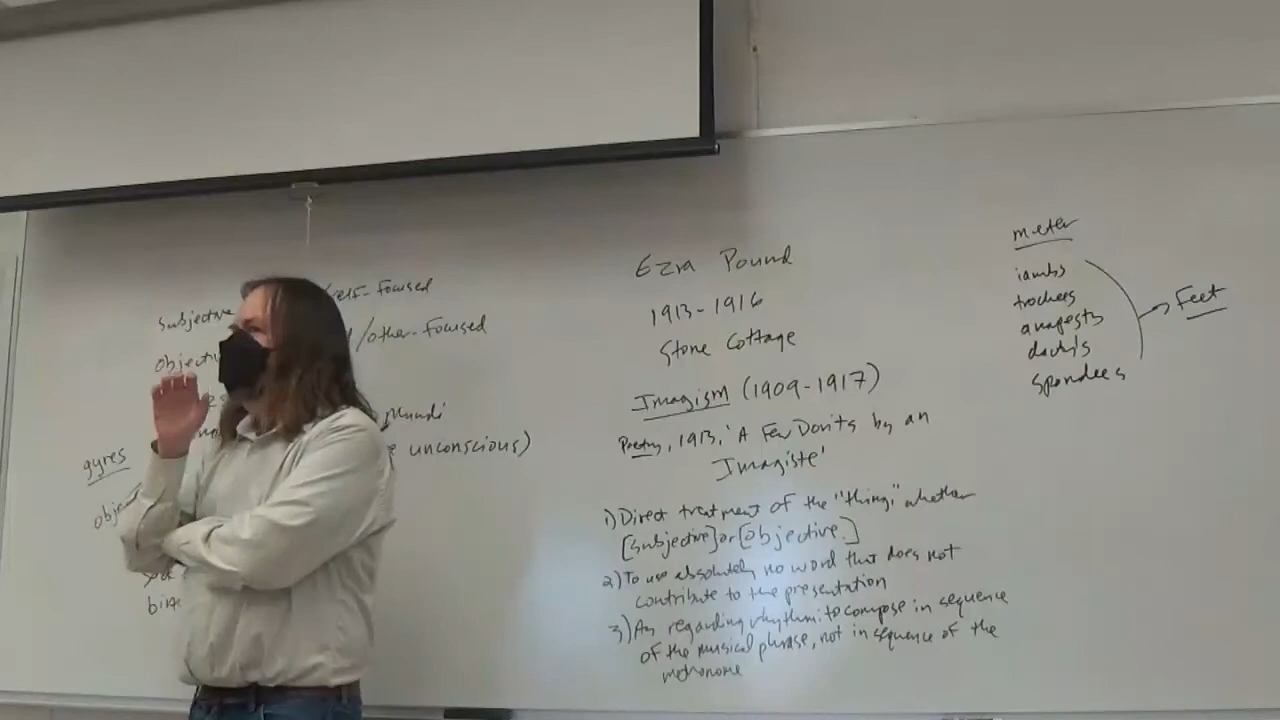 subjective
/self-focused
/other-focused
Mundi
unconscious)
gyres
Ezra Pound
1913-1916
Stone Cottage
Imagism (1909-1917)
Poetry, 1913, 'A Few Don'ts by an
Imagiste'
1) Direct treatment of the "thing," whether
[subjective] or [objective.]
2) To use absolutely no word that does not
contribute to the presentation
3) As regarding rhythm: to compose in sequence
of the musical phrase, not in sequence of the
metronome
meter
iambs
trochees
anapests
dactyls
spondees
Feet